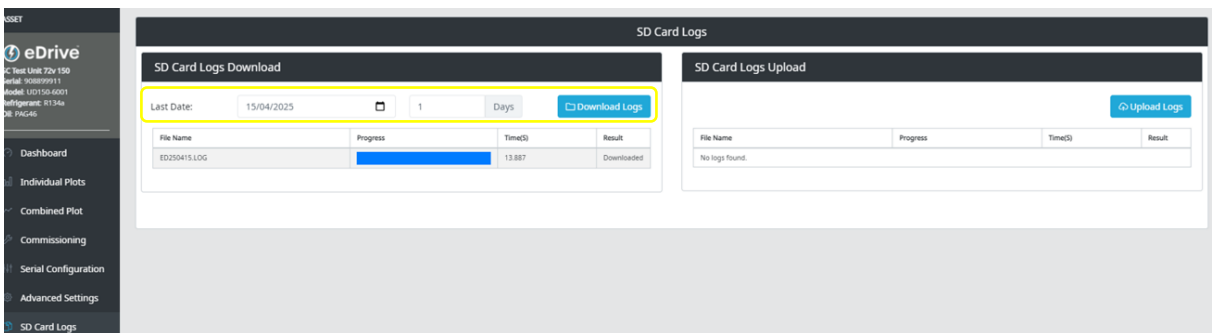 ASSET
eDrive
SC Test Unit 72v 150
Serial: 908899911
Model: UD150-6001
Refrigerant: R134a
Oil: PAG46
Dashboard
Individual Plots
Combined Plot
Commissioning
Serial Configuration
Advanced Settings
SD Card Logs
SD Card Logs
SD Card Logs Download
Last Date: 15/04/2025 1 Days Download Logs
File Name Progress Time(S) Result
ED250415.LOG 13.887 Downloaded
SD Card Logs Upload
Upload Logs
File Name Progress Time(S) Result
No logs found.